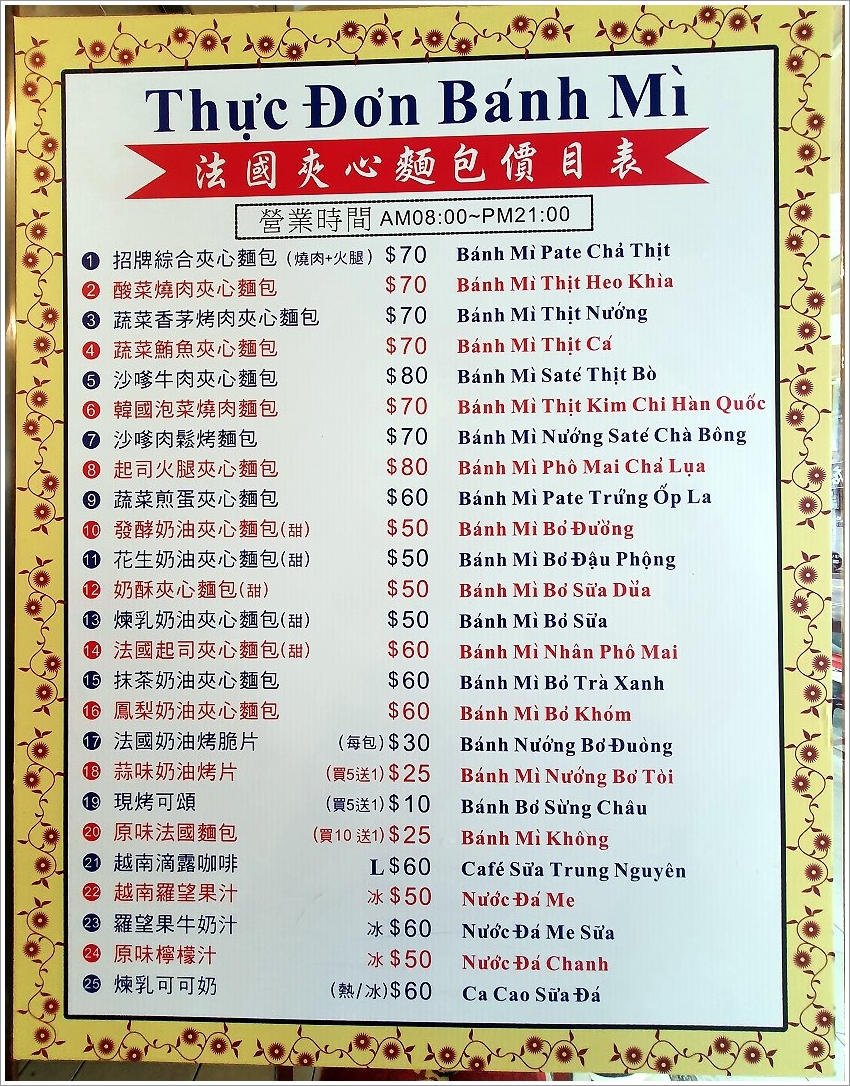 Thực Đơn Bánh Mì
法國夾心麵包價目表
營業時間 AM08:00~PM21:00
1 招牌綜合夾心麵包(燒肉+火腿) $70 Bánh Mì Pate Chả Thịt
2 酸菜燒肉夾心麵包 $70 Bánh Mì Thịt Heo Khìa
3 蔬菜香茅烤肉夾心麵包 $70 Bánh Mì Thịt Nướng
4 蔬菜鮪魚夾心麵包 $70 Bánh Mì Thịt Cá
5 沙嗲牛肉夾心麵包 $80 Bánh Mì Saté Thịt Bò
6 韓國泡菜燒肉麵包 $70 Bánh Mì Thịt Kim Chi Hàn Quốc
7 沙嗲肉鬆烤麵包 $70 Bánh Mì Nướng Saté Chà Bông
8 起司火腿夾心麵包 $80 Bánh Mì Phô Mai Chả Lụa
9 蔬菜煎蛋夾心麵包 $60 Bánh Mì Pate Trứng Ốp La
10 發酵奶油夾心麵包(甜) $50 Bánh Mì Bơ Đường
11 花生奶油夾心麵包(甜) $50 Bánh Mì Bơ Đậu Phộng
12 奶酥夾心麵包(甜) $50 Bánh Mì Bơ Sữa Dủa
13 煉乳奶油夾心麵包(甜) $50 Bánh Mì Bơ Sữa
14 法國起司夾心麵包(甜) $60 Bánh Mì Nhân Phô Mai
15 抹茶奶油夾心麵包 $60 Bánh Mì Bơ Trà Xanh
16 鳳梨奶油夾心麵包 $60 Bánh Mì Bơ Khóm
17 法國奶油烤脆片 (每包)$30 Bánh Nướng Bơ Đuòng
18 蒜味奶油烤片 (買5送1)$25 Bánh Mì Nướng Bơ Tòi
19 現烤可頌 (買5送1)$10 Bánh Bơ Sừng Châu
20 原味法國麵包 (買10 送1)$25 Bánh Mì Không
21 越南滴露咖啡 L $60 Café Sữa Trung Nguyên
22 越南羅望果汁 冰 $50 Nước Đá Me
23 羅望果牛奶汁 冰 $60 Nước Đá Me Sữa
24 原味檸檬汁 冰 $50 Nước Đá Chanh
25 煉乳可可奶 (熱/冰)$60 Ca Cao Sữa Đá